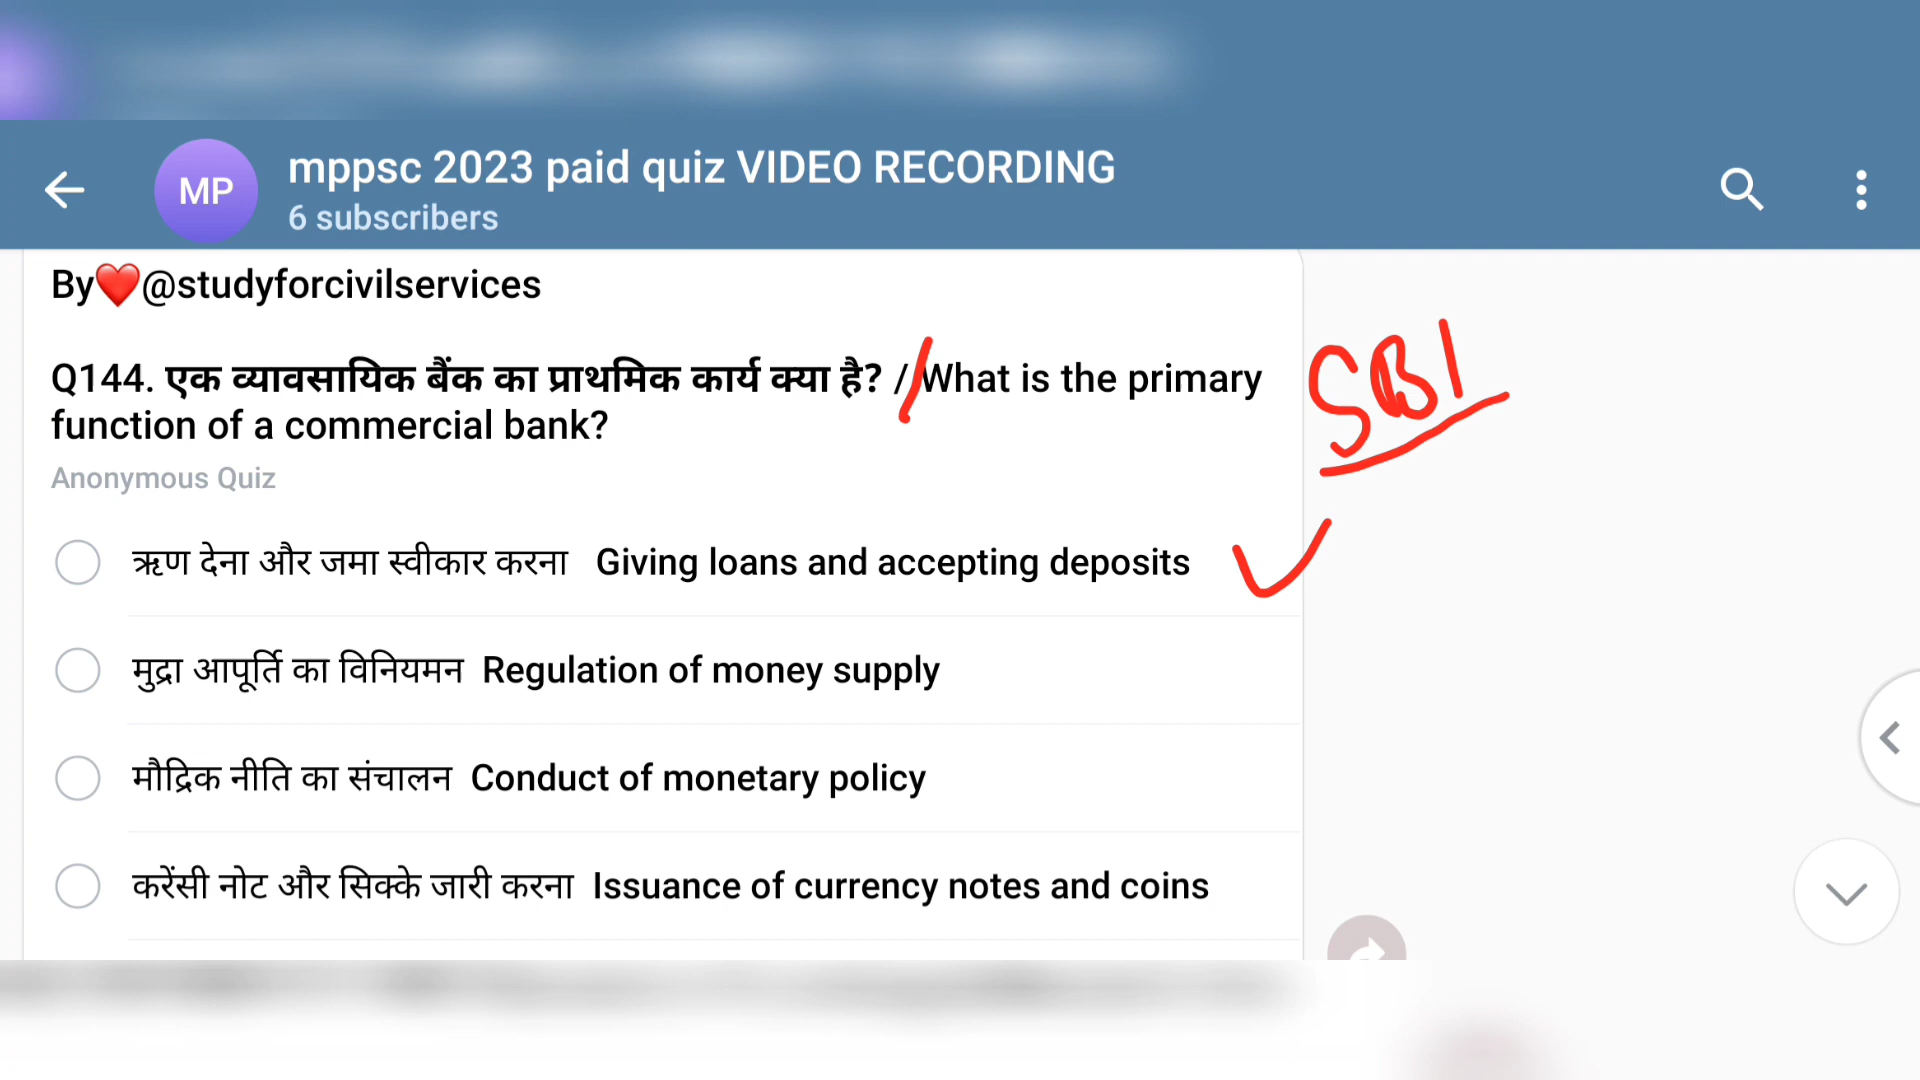 mppsc 2023 paid quiz VIDEO RECORDING
MP
6 subscribers
By❤️@studyforcivilservices
Q144. एक व्यावसायिक बैंक का प्राथमिक कार्य क्या है? / What is the primary
function of a commercial bank?
SBI
Anonymous Quiz
ऋण देना और जमा स्वीकार करना Giving loans and accepting deposits
मुद्रा आपूर्ति का विनियमन Regulation of money supply
मौद्रिक नीति का संचालन Conduct of monetary policy
करेंसी नोट और सिक्के जारी करना Issuance of currency notes and coins